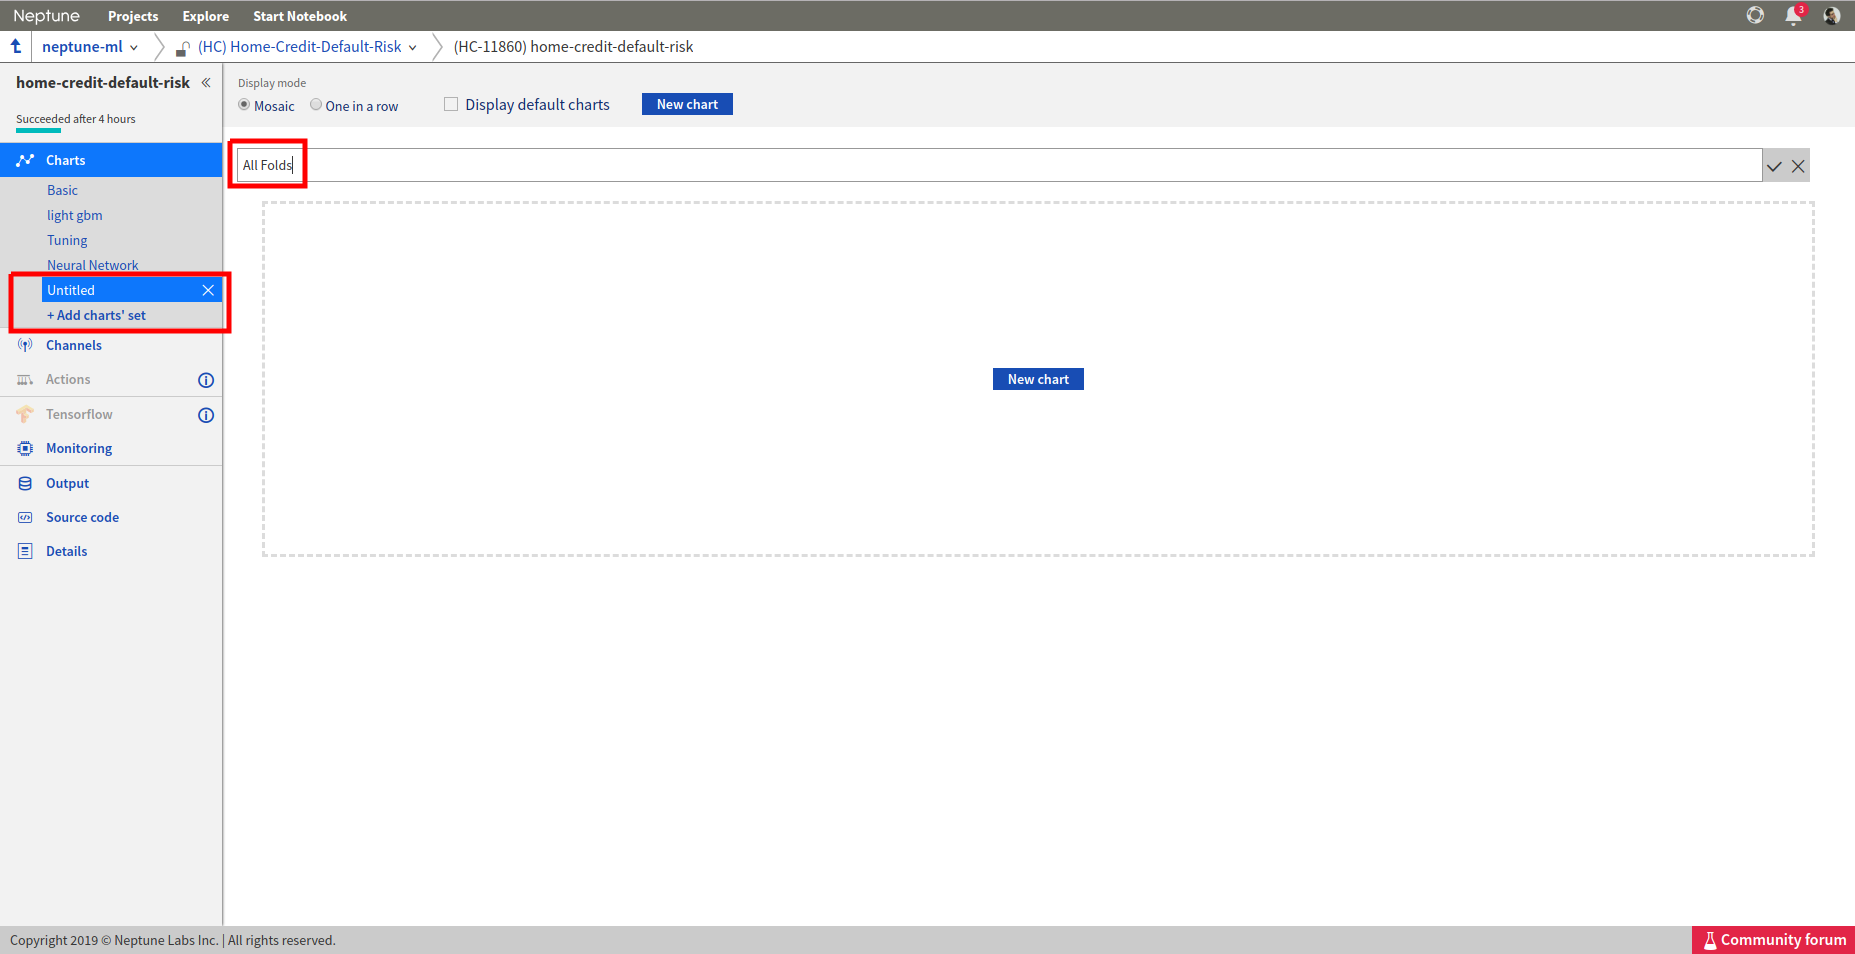 Neptune Projects Explore Start Notebook 3
neptune-ml (HC) Home-Credit-Default-Risk (HC-11860) home-credit-default-risk
home-credit-default-risk «
Succeeded after 4 hours
Charts
Basic
light gbm
Tuning
Neural Network
Untitled
+ Add charts' set
Channels
Actions
Tensorflow
Monitoring
Output
Source code
Details
Display mode
Mosaic One in a row Display default charts New chart
All Folds
New chart
Copyright 2019 © Neptune Labs Inc. | All rights reserved.
Community forum